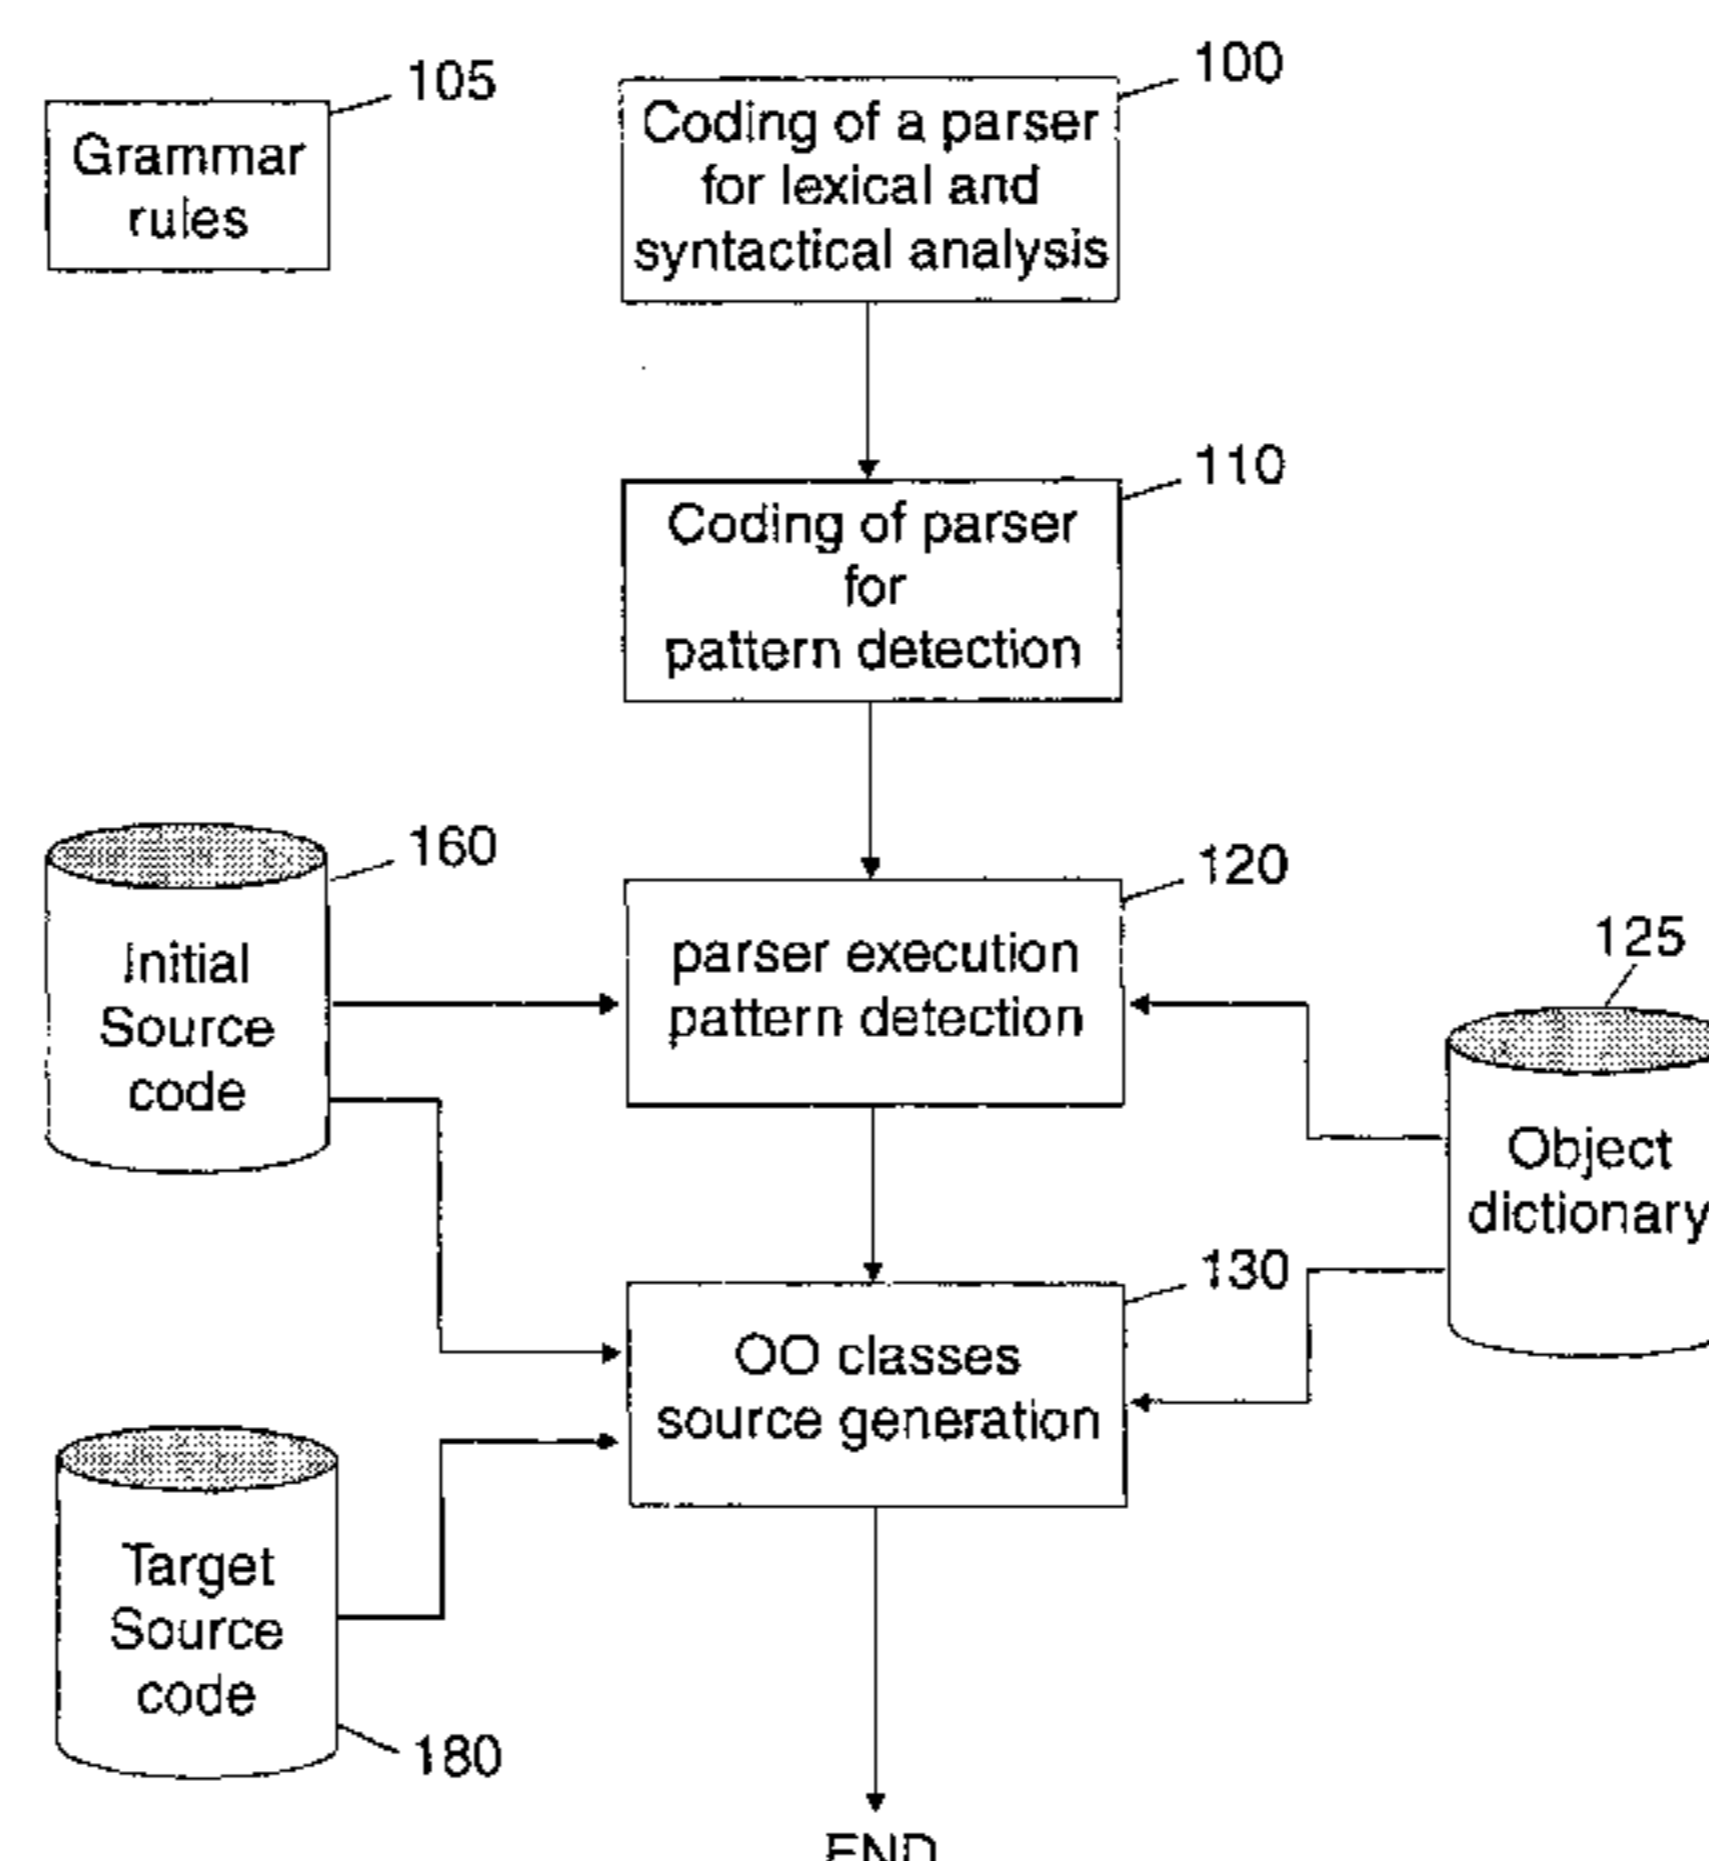 105
Grammar
rules
100
Coding of a parser
for lexical and
syntactical analysis
110
Coding of parser
for
pattern detection
160
Initial
Source
code
120
parser execution
pattern detection
125
Object
dictionary
130
OO classes
source generation
Target
Source
code
180
END